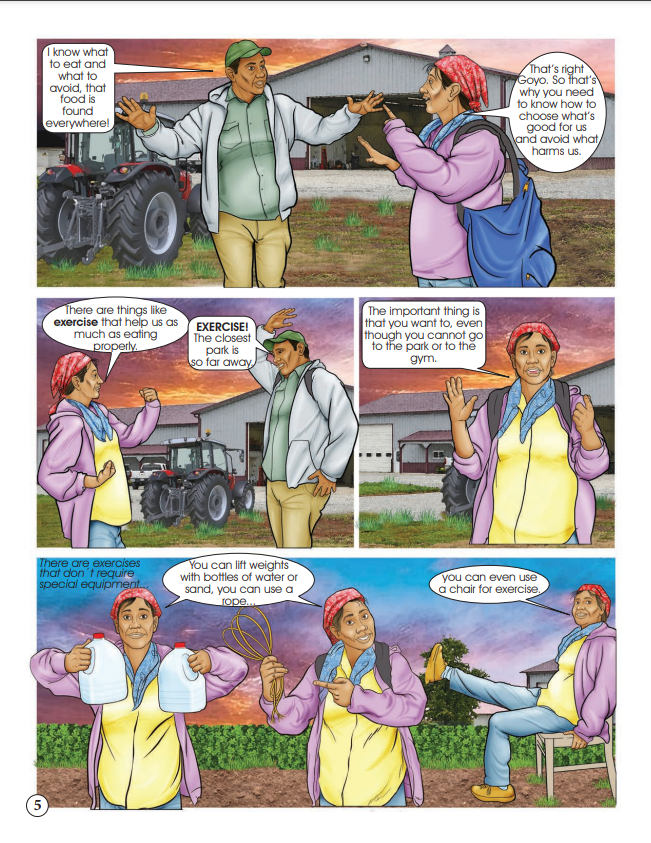 I know what
to eat and
what to
avoid, that
food is
found
everywhere!
That's right
Goyo. So that's
why you need
to know how to
choose what's
good for us
and avoid what
harms us.
There are things like
exercise that help us as
much as eating
properly.
EXERCISE!
The closest
park is
so far away
The important thing is
that you want to, even
though you cannot go
to the park or to the
gym.
There are exercises
that don´t require
special equipment...
You can lift weights
with bottles of water or
sand, you can use a
rope...
you can even use
a chair for exercise.
5